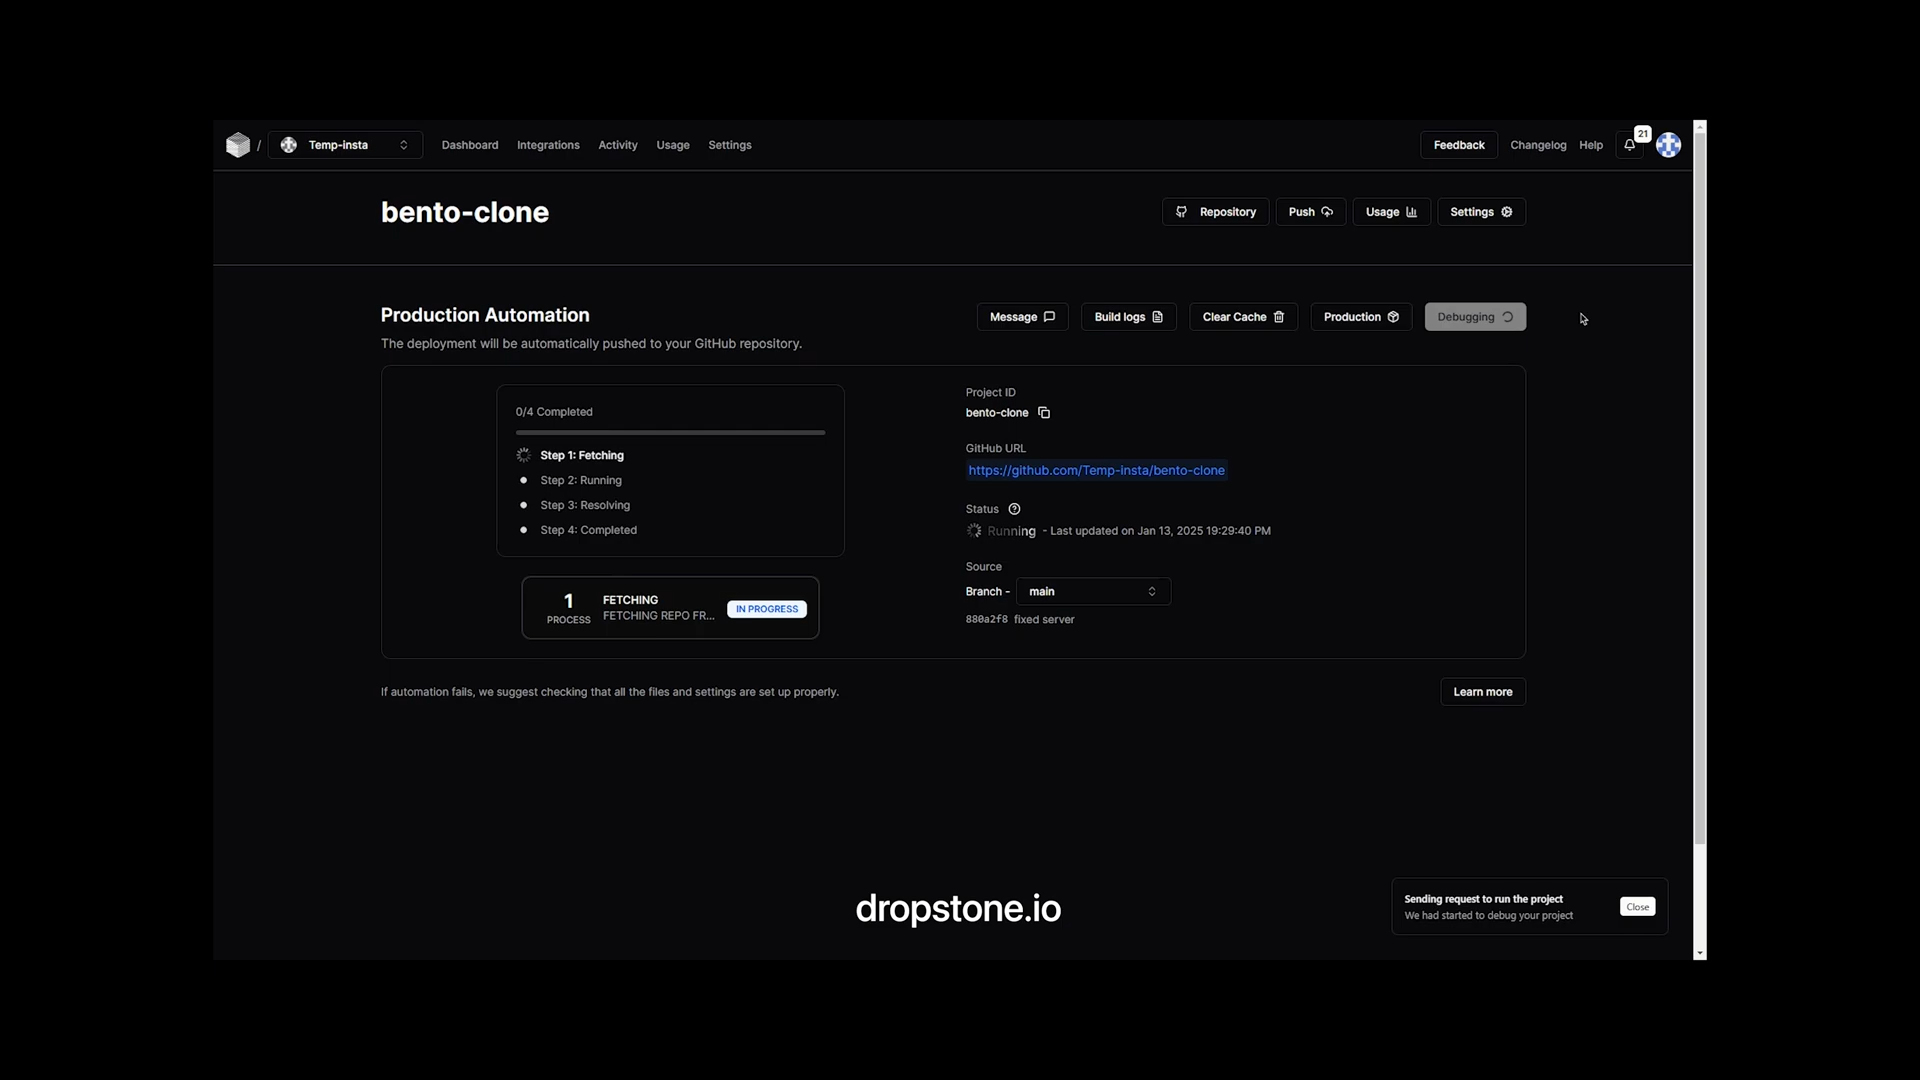 / Temp-insta Dashboard Integrations Activity Usage Settings Feedback Changelog Help 21
bento-clone
Repository Push Usage Settings
Production Automation
Message Build logs Clear Cache Production Debugging
The deployment will be automatically pushed to your GitHub repository.
0/4 Completed
Step 1: Fetching
Step 2: Running
Step 3: Resolving
Step 4: Completed
1
PROCESS
FETCHING
FETCHING REPO FR...
IN PROGRESS
Project ID
bento-clone
GitHub URL
https://github.com/Temp-insta/bento-clone
Status
Running - Last updated on Jan 13, 2025 19:29:40 PM
Source
Branch - main
880a2f8 fixed server
If automation fails, we suggest checking that all the files and settings are set up properly.
Learn more
dropstone.io
Sending request to run the project
We had started to debug your project
Close